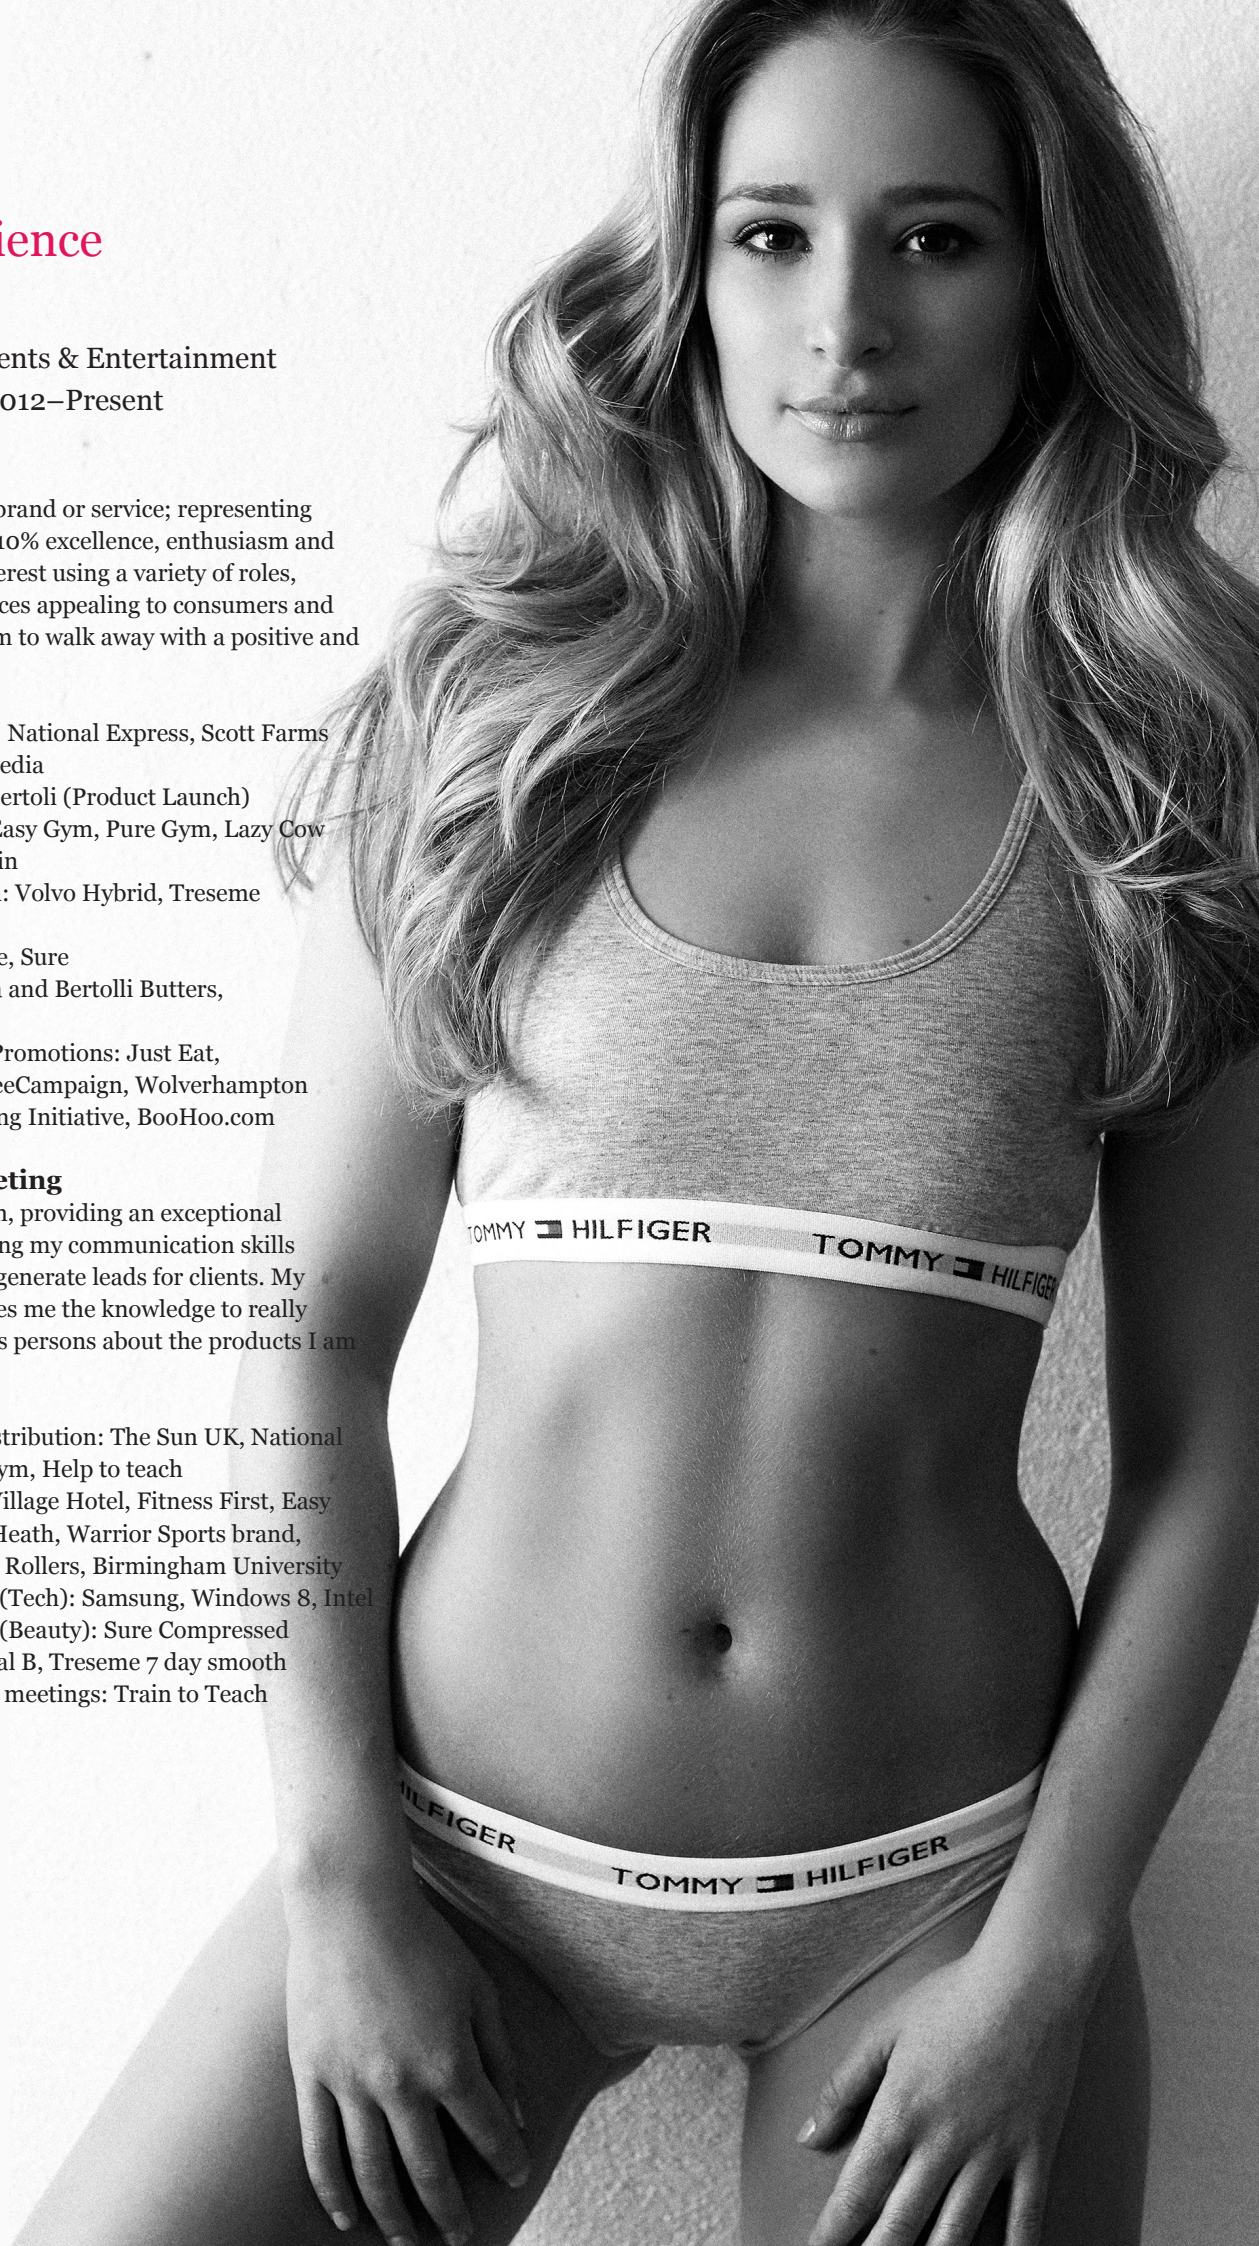 ience
ents & Entertainment
012–Present
brand or service; representing
10% excellence, enthusiasm and
erest using a variety of roles,
ces appealing to consumers and
m to walk away with a positive and
National Express, Scott Farms
edia
ertoli (Product Launch)
Easy Gym, Pure Gym, Lazy Cow
in
: Volvo Hybrid, Treseme
e, Sure
and Bertolli Butters,
Promotions: Just Eat,
eeCampaign, Wolverhampton
ng Initiative, BooHoo.com
eting
n, providing an exceptional
ng my communication skills
generate leads for clients. My
es me the knowledge to really
s persons about the products I am
stribution: The Sun UK, National
ym, Help to teach
Village Hotel, Fitness First, Easy
Heath, Warrior Sports brand,
Rollers, Birmingham University
(Tech): Samsung, Windows 8, Intel
(Beauty): Sure Compressed
al B, Treseme 7 day smooth
meetings: Train to Teach
TOMMY HILFIGER TOMMY HILFIGER
HILFIGER TOMMY HILFIGER